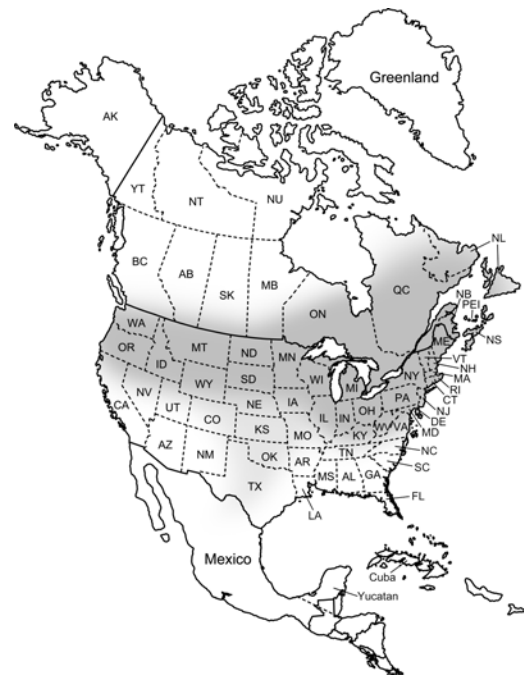 Greenland
AK
YT
NT
NU
NL
BC
AB
SK
MB
ON
QC
NB
PEI
NS
WA
OR
ID
MT
ND
MN
ME
VT
NH
MA
RI
CT
NJ
DE
MD
WY
SD
WI
MI
NY
PA
CA
NV
UT
CO
NE
IA
IL
IN
OH
WV
VA
KS
MO
KY
NC
AZ
NM
OK
AR
TN
SC
TX
LA
MS
AL
GA
FL
Mexico
Cuba
Yucatan